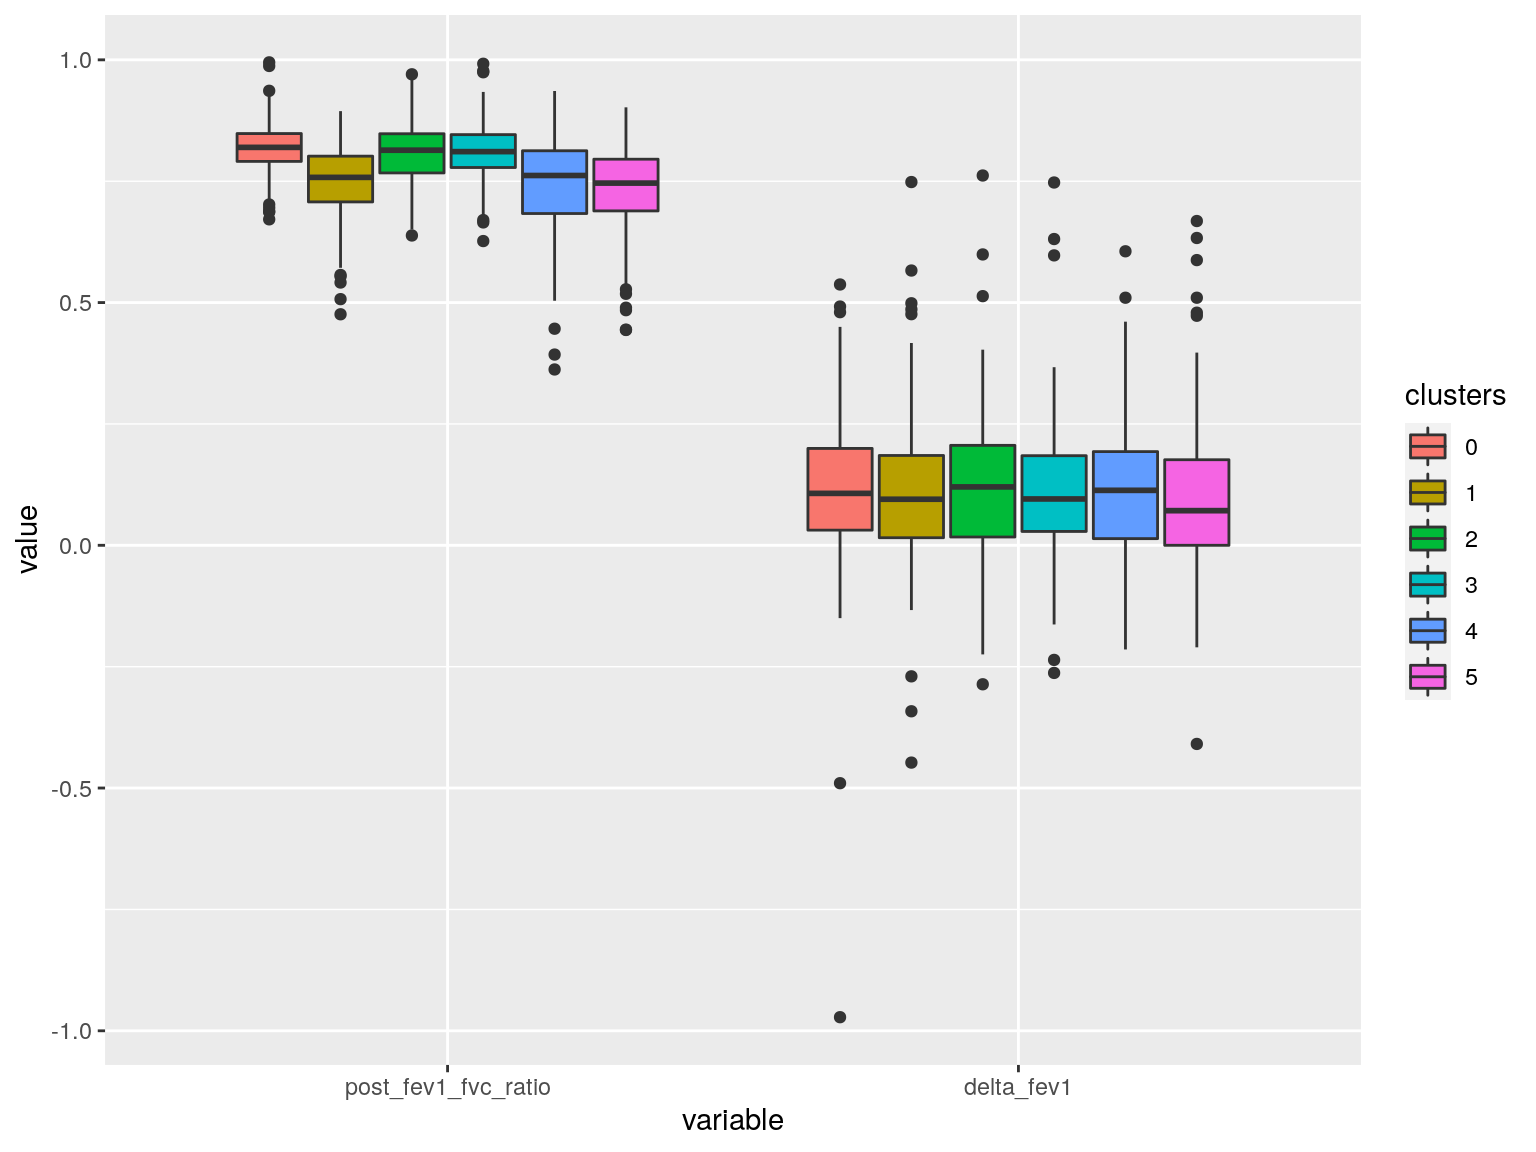 1.0
0.5
0.0
-0.5
-1.0
value
post_fev1_fvc_ratio
delta_fev1
variable
clusters
0
1
2
3
4
5